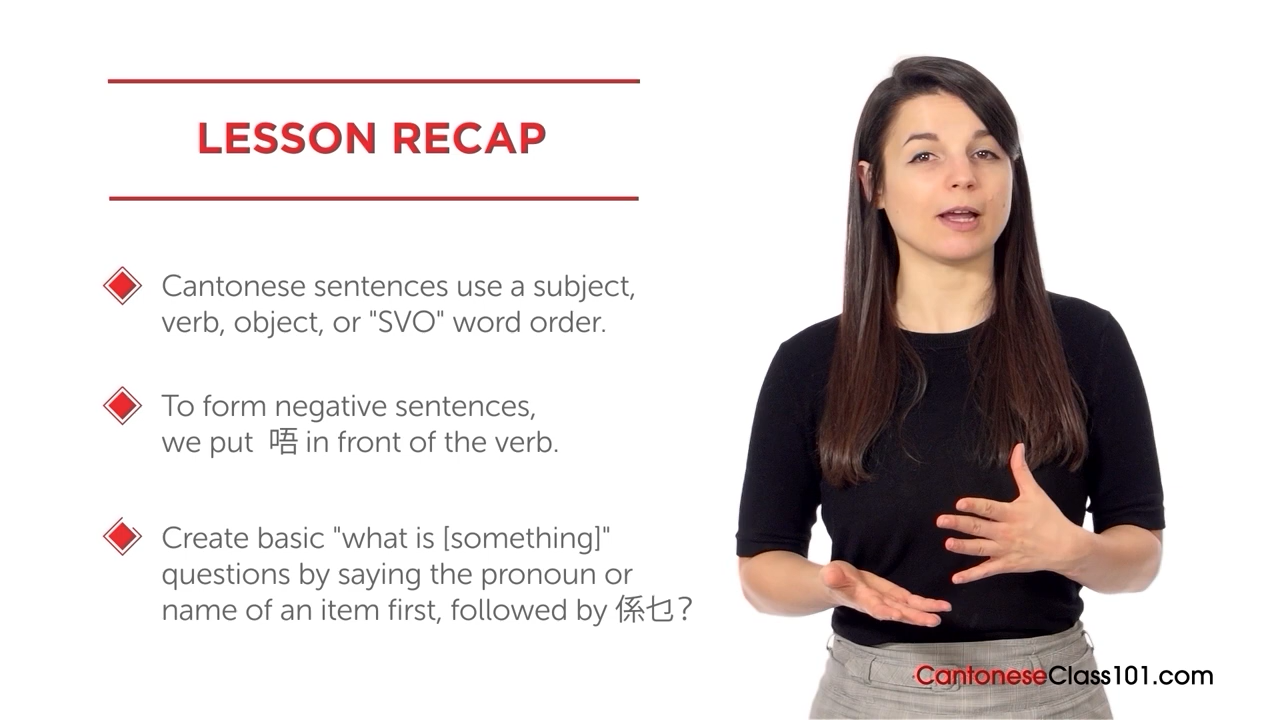 LESSON RECAP
Cantonese sentences use a subject,
verb, object, or "SVO" word order.
To form negative sentences,
we put 唔 in front of the verb.
Create basic "what is [something]"
questions by saying the pronoun or
name of an item first, followed by 係乜?
CantoneseClass101.com